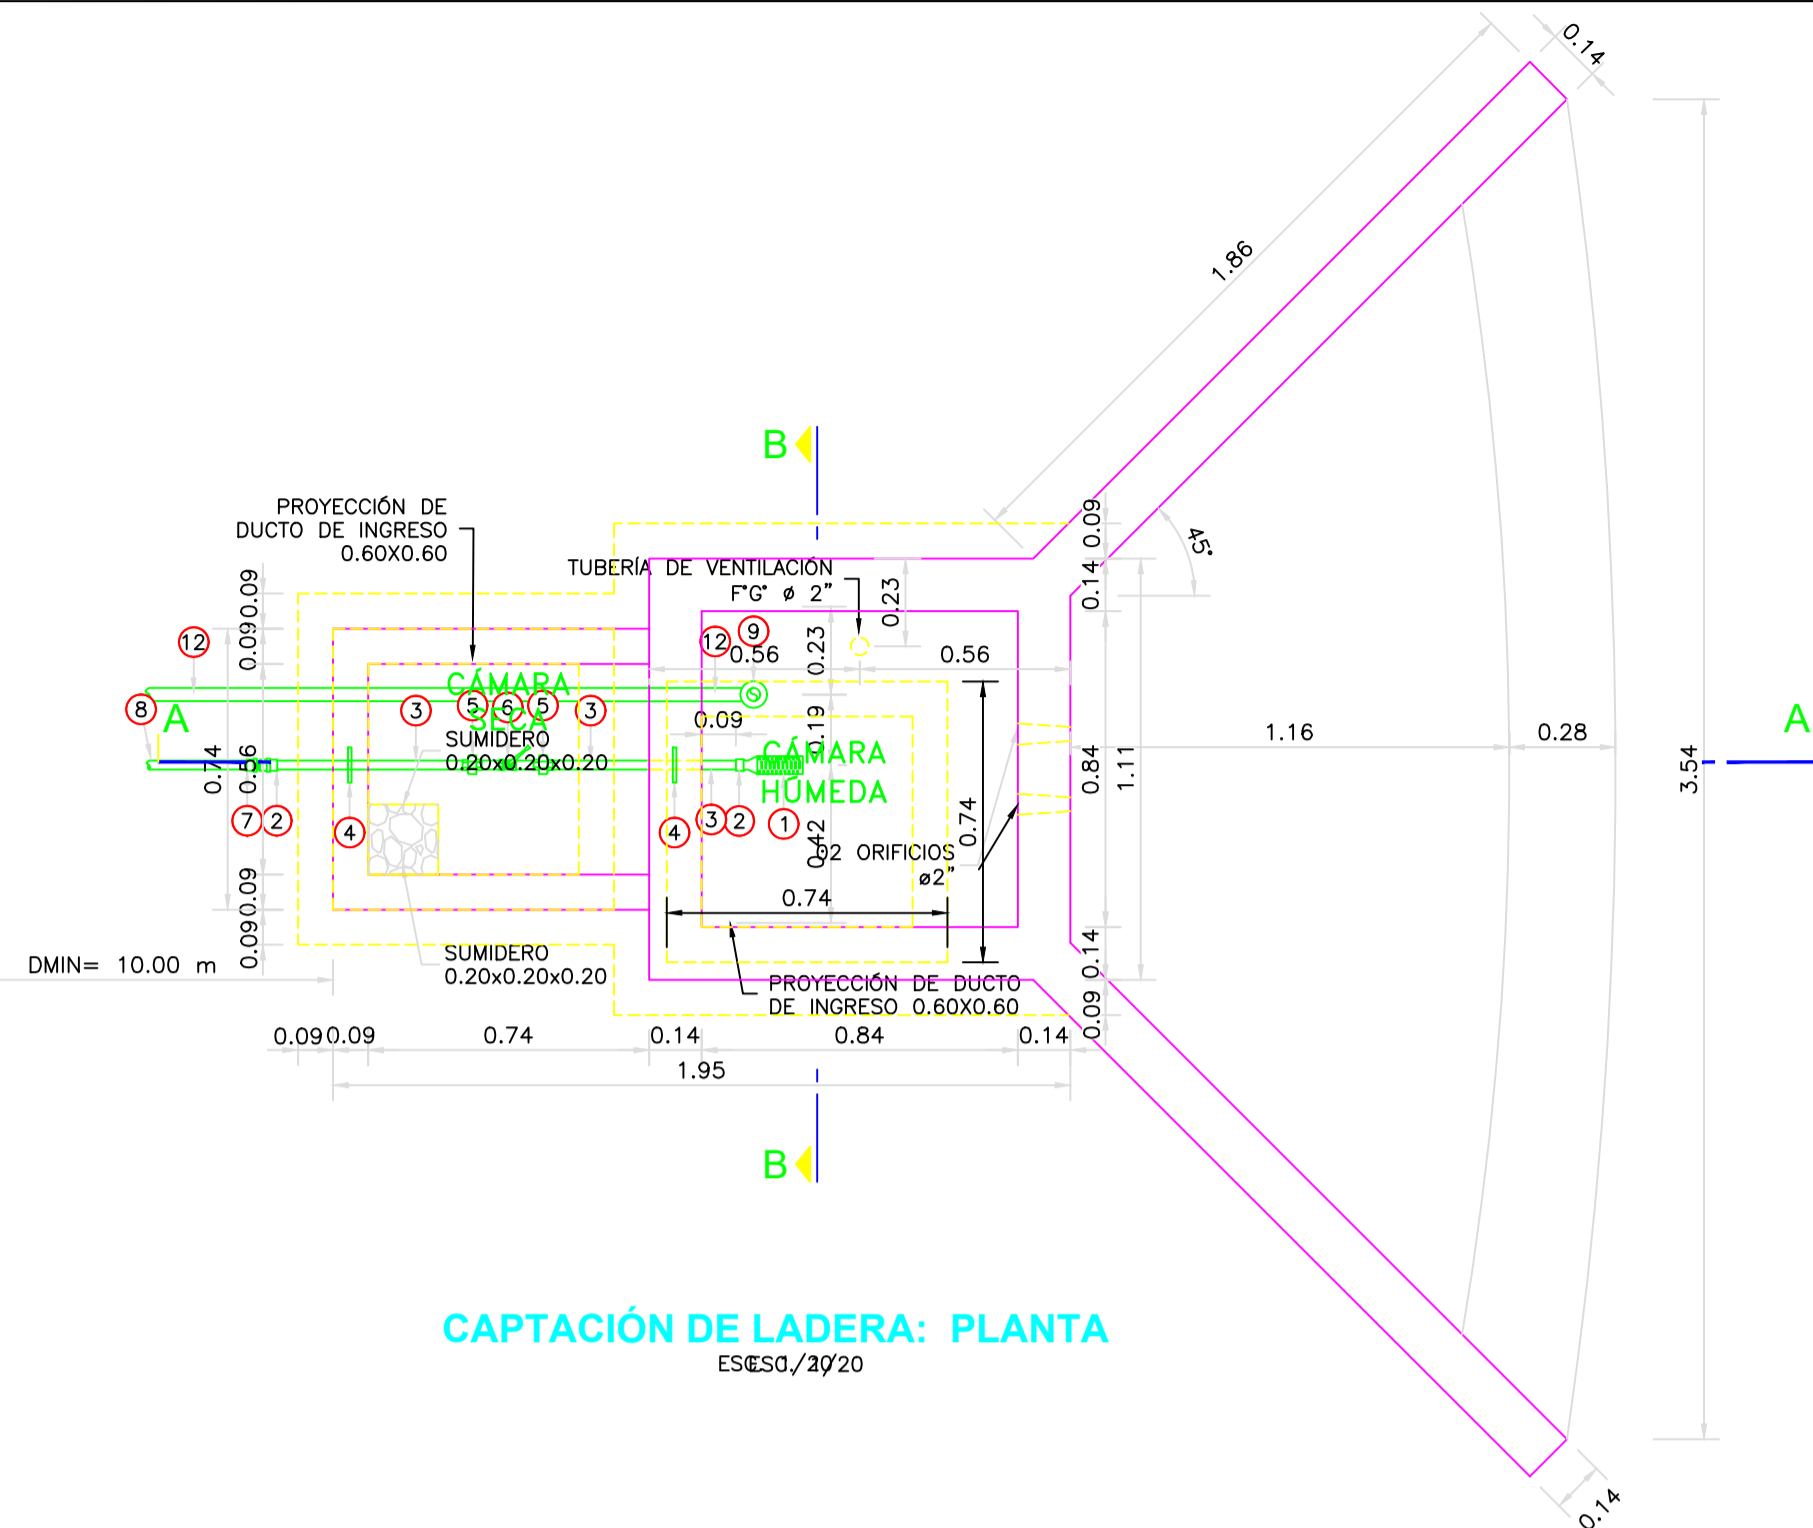 0.14
1.86
B
PROYECCIÓN DE
DUCTO DE INGRESO
0.60X0.60
0.09
45°
TUBERÍA DE VENTILACIÓN
F°G° ø 2"
0.09
0.14
0.23
12
0.09
12
9
0.23
0.56
0.56
CÁMARA
SECA
8
A
3
5
6
5
3
0.09
0.19
1.16
0.28
A
SUMIDERO
0.20x0.20x0.20
CÁMARA
HÚMEDA
0.74
0.56
0.84
1.11
3.54
7
2
4
4
3
2
1
0.42
0.74
02 ORIFICIOS
ø2"
0.74
0.09
0.09
0.14
SUMIDERO
0.20x0.20x0.20
DMIN= 10.00 m
PROYECCIÓN DE DUCTO
DE INGRESO 0.60X0.60
0.09
0.09
0.09
0.74
0.14
0.84
0.14
1.95
B
CAPTACIÓN DE LADERA: PLANTA
0.14